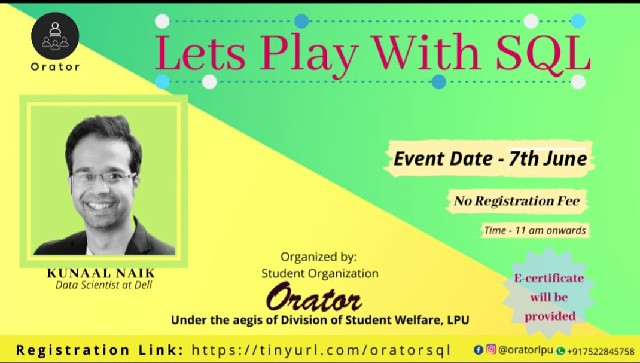 Orator
Lets Play With SQL
Event Date - 7th June
No Registration Fee
Time - 11 am onwards
KUNAAL NAIK
Data Scientist at Dell
Organized by:
Student Organization
Orator
Under the aegis of Division of Student Welfare, LPU
E-certificate
will be
provided
Registration Link: https://tinyurl.com/oratorsql
@oratorlpu +917522845758